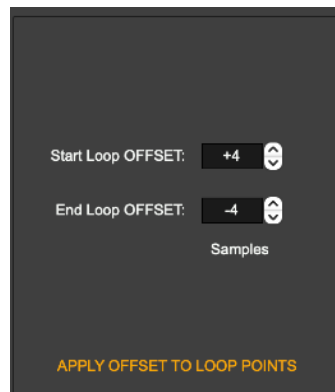 Start Loop OFFSET: +4
End Loop OFFSET: -4
Samples
APPLY OFFSET TO LOOP POINTS